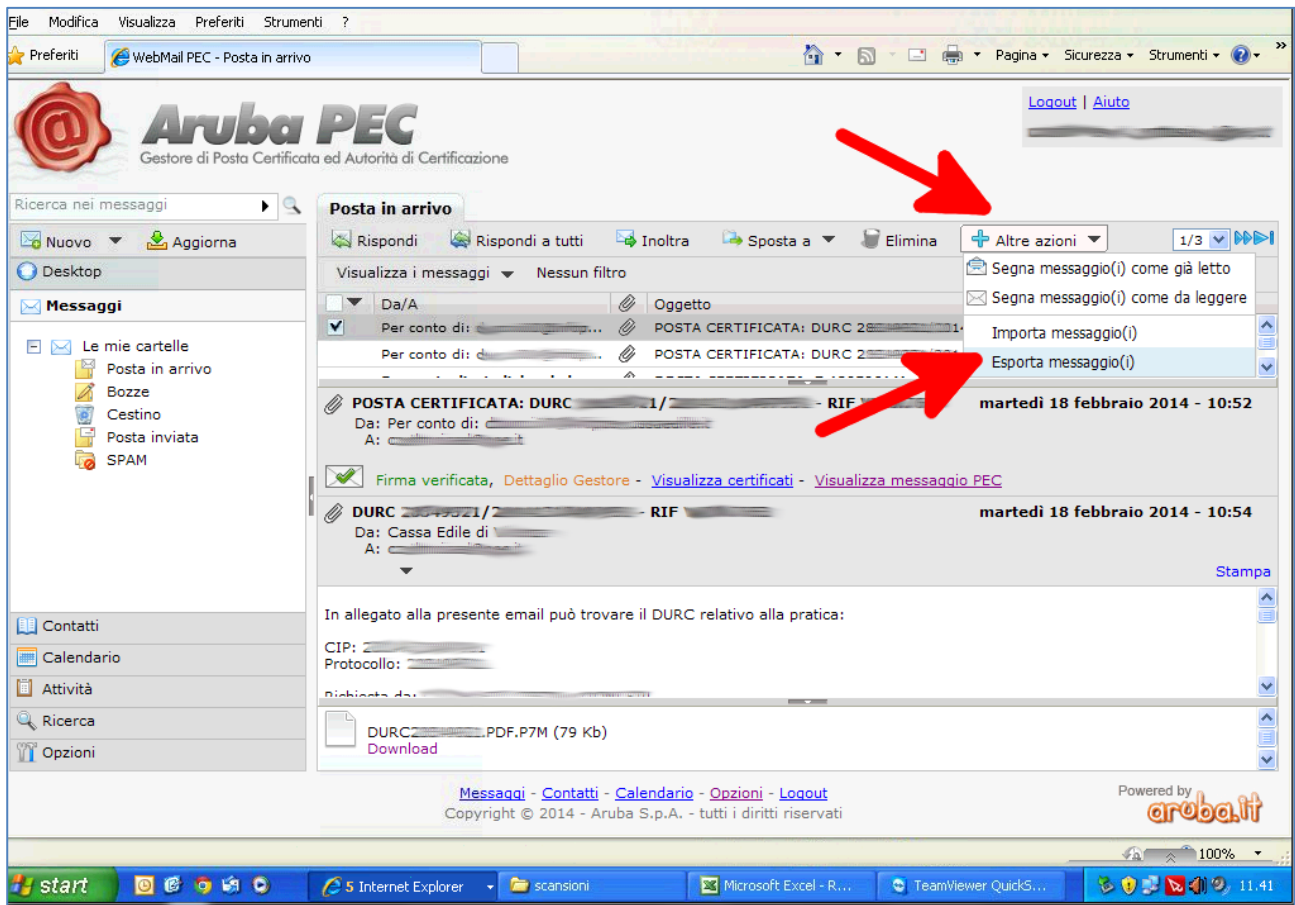 File Modifica Visualizza Preferiti Strumenti ?
Preferiti WebMail PEC - Posta in arrivo Pagina Sicurezza Strumenti
Logout | Aiuto
Aruba PEC
Gestore di Posta Certificata ed Autorità di Certificazione
Ricerca nei messaggi
Posta in arrivo
Nuovo Aggiorna
Rispondi Rispondi a tutti Inoltra Sposta a Elimina Altre azioni 1/3
Desktop
Visualizza i messaggi Nessun filtro
Segna messaggio(i) come già letto
Segna messaggio(i) come da leggere
Importa messaggio(i)
Esporta messaggio(i)
Messaggi
Da/A Oggetto
Per conto di: ... POSTA CERTIFICATA: DURC
Per conto di: ... POSTA CERTIFICATA: DURC
Le mie cartelle
Posta in arrivo
Bozze
Cestino
Posta inviata
SPAM
POSTA CERTIFICATA: DURC - RIF martedì 18 febbraio 2014 - 10:52
Da: Per conto di:
A:
Firma verificata, Dettaglio Gestore - Visualizza certificati - Visualizza messaggio PEC
DURC - RIF martedì 18 febbraio 2014 - 10:54
Da: Cassa Edile di
A:
Stampa
In allegato alla presente email può trovare il DURC relativo alla pratica:
CIP:
Protocollo:
Richiesta da:
Contatti
Calendario
Attività
Ricerca
Opzioni
.PDF.P7M (79 Kb)
Download
Messaggi - Contatti - Calendario - Opzioni - Logout
Copyright © 2014 - Aruba S.p.A. - tutti i diritti riservati
Powered by
aruba.it
100%
start 5 Internet Explorer scansioni Microsoft Excel - R... TeamViewer QuickS... 11.41